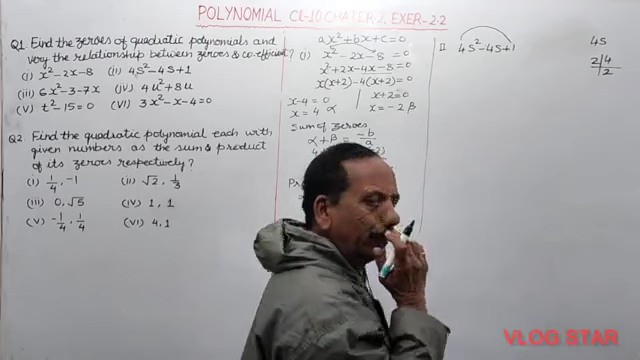 POLYNOMIAL CL-10 CHATER-2, EXER-2.2
Q1. Find the zeroes of quadratic polynomials and
very the relationship between zeroes & co-efficient?
(i) x²-2x-8 (ii) 4S²-4S+1
(iii) 6x²-3-7x (iv) 4u²+8u
(v) t²-15=0 (vi) 3x²-x-4=0
Q2. Find the quadratic polynomial each with
given numbers as the sum & product
of its zeroes respectively?
(i) 1/4, -1 (ii) √2, 1/3
(iii) 0, √5 (iv) 1, 1
(v) -1/4, 1/4 (vi) 4, 1
ax²+bx+c=0
(i) x²-2x-8=0
x²+2x-4x-8=0
x(x+2)-4(x+2)=0
x-4=0 x+2=0
x=4 α x=-2 β
Sum of zeroes
α+β = -b/a
II 4S²-4S+1
4S
2|4
2
VLOG STAR